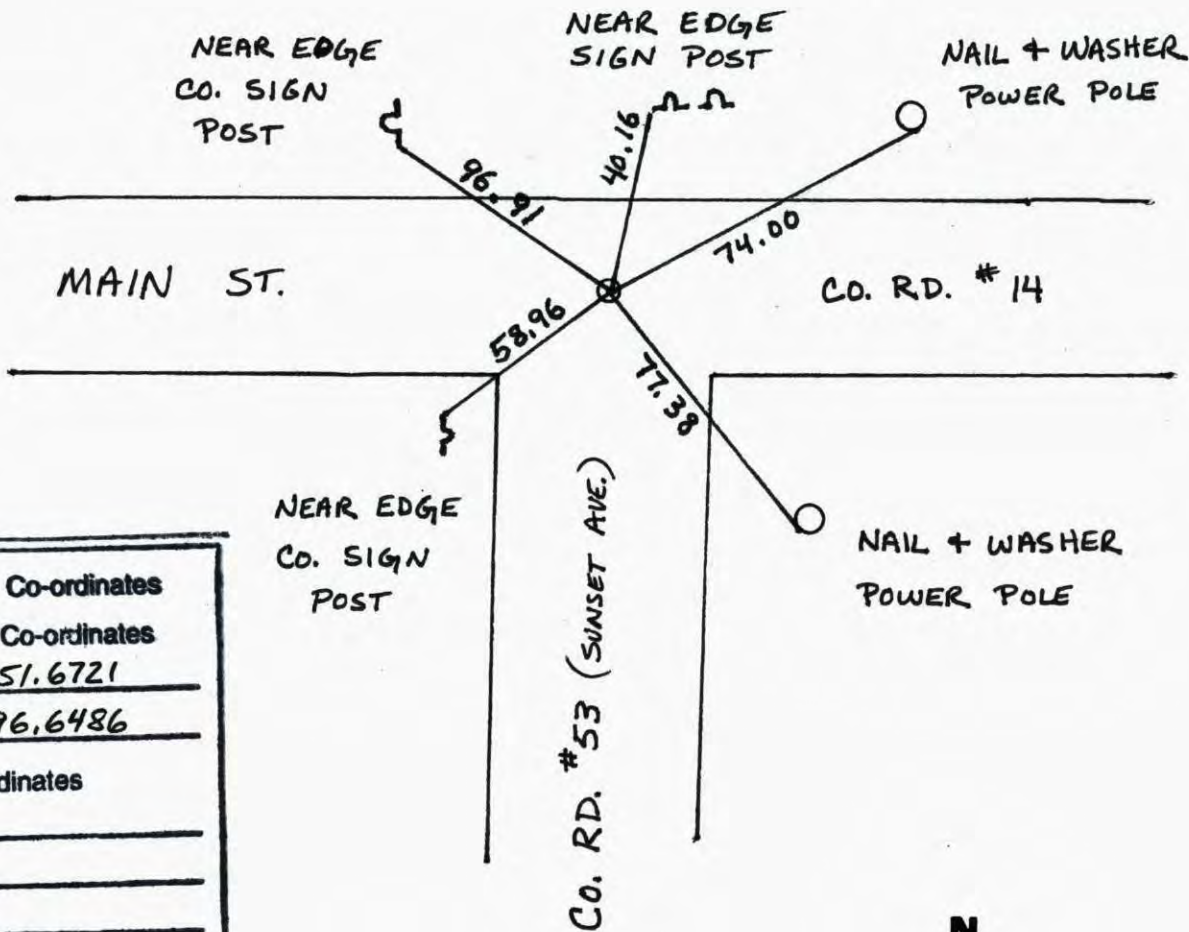 NEAR EDGE
CO. SIGN
POST
NEAR EDGE
SIGN POST
NAIL + WASHER
POWER POLE
96.91
40.16
74.00
MAIN ST.
CO. RD. # 14
58.96
77.38
NEAR EDGE
CO. SIGN
POST
CO. RD. #53 (SUNSET AVE.)
NAIL + WASHER
POWER POLE
Co-ordinates
Co-ordinates
51.6721
96.6486
dinates
N